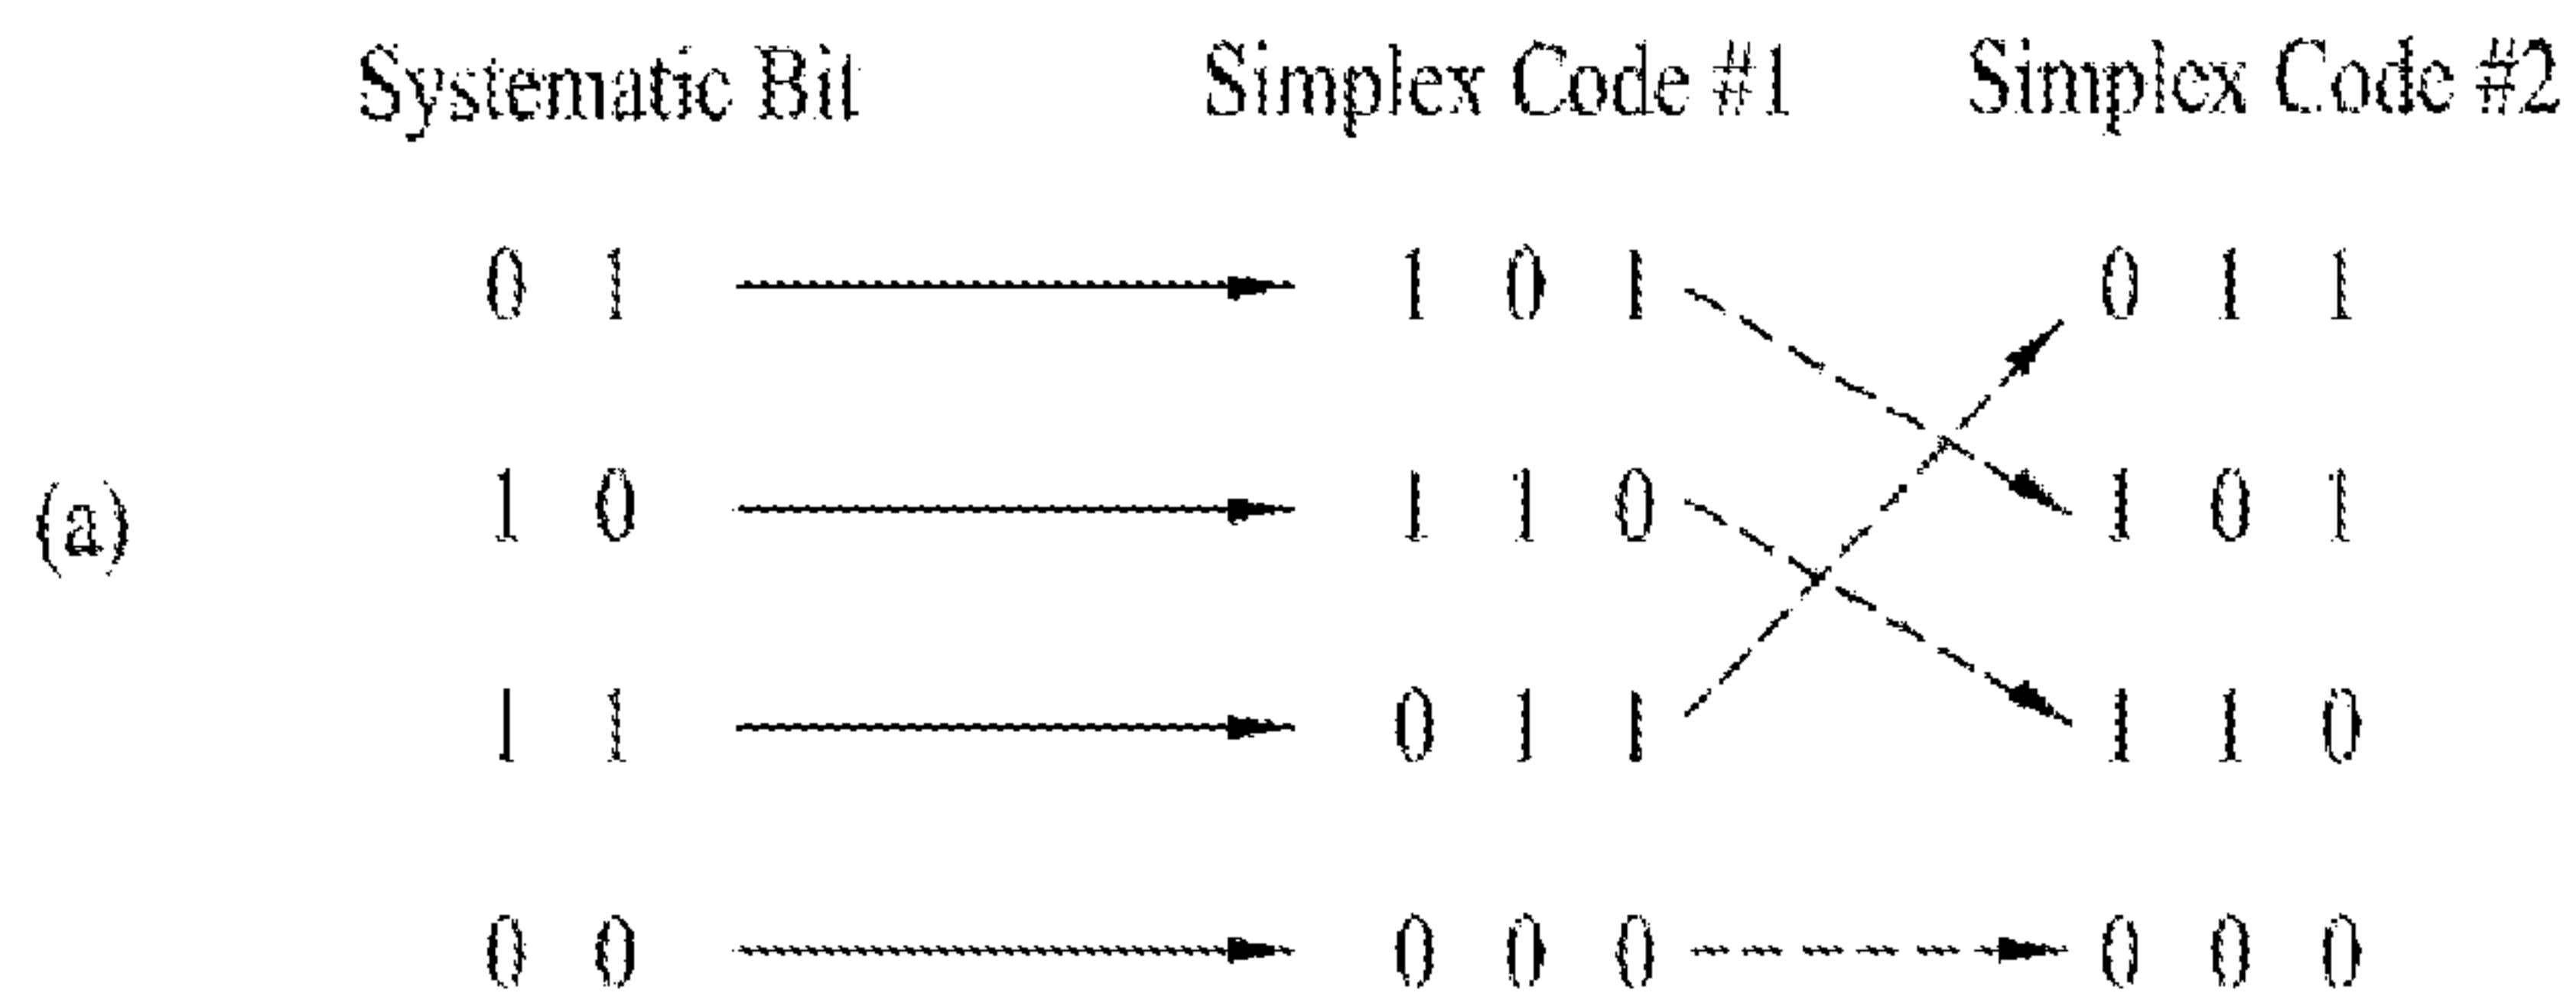 Systematic Bit Simplex Code #1 Simplex Code #2
0 1 1 0 1 0 1 1
(a) 1 0 1 1 0 1 0 1
1 1 0 1 1 1 1 0
0 0 0 0 0 0 0 0